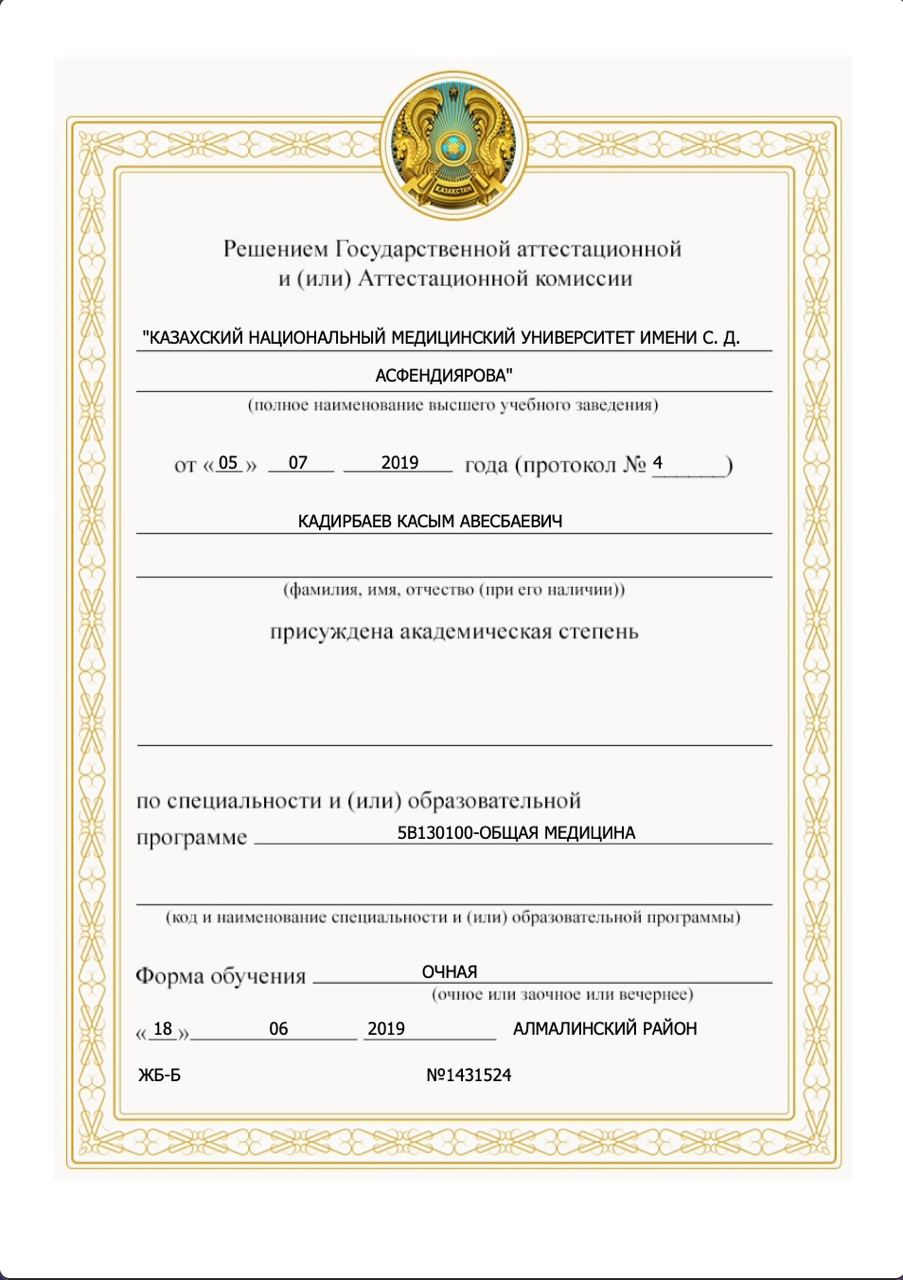 КАЗАХСТАН
Решением Государственной аттестационной
и (или) Аттестационной комиссии
"КАЗАХСКИЙ НАЦИОНАЛЬНЫЙ МЕДИЦИНСКИЙ УНИВЕРСИТЕТ ИМЕНИ С. Д.
АСФЕНДИЯРОВА"
(полное наименование высшего учебного заведения)
от «05» 07 2019 года (протокол № 4______)
КАДИРБАЕВ КАСЫМ АВЕСБАЕВИЧ
(фамилия, имя, отчество (при его наличии))
присуждена академическая степень
по специальности и (или) образовательной
программе 5B130100-ОБЩАЯ МЕДИЦИНА
(код и наименование специальности и (или) образовательной программы)
Форма обучения ОЧНАЯ
(очное или заочное или вечернее)
«18» 06 2019 АЛМАЛИНСКИЙ РАЙОН
ЖБ-Б №1431524